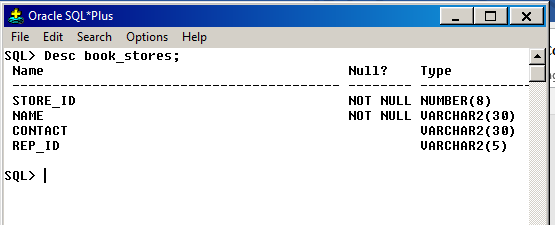 Oracle SQL*Plus
File Edit Search Options Help
SQL> Desc book_stores;
Name Null? Type
----------------------------------------- -------- ----------------
STORE_ID NOT NULL NUMBER(8)
NAME NOT NULL VARCHAR2(30)
CONTACT VARCHAR2(30)
REP_ID VARCHAR2(5)
SQL>